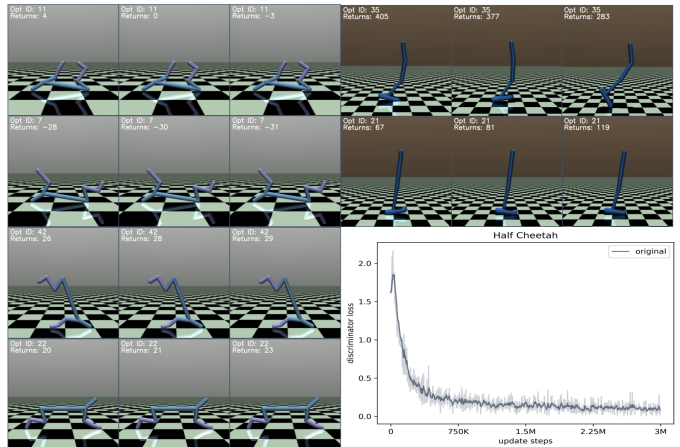 Opt ID: 11
Returns: 4
Opt ID: 11
Returns: 0
Opt ID: 11
Returns: −3
Opt ID: 35
Returns: 405
Opt ID: 35
Returns: 377
Opt ID: 35
Returns: 283
Opt ID: 7
Returns: −28
Opt ID: 7
Returns: −30
Opt ID: 7
Returns: −31
Opt ID: 21
Returns: 67
Opt ID: 21
Returns: 81
Opt ID: 21
Returns: 119
Opt ID: 42
Returns: 26
Opt ID: 42
Returns: 28
Opt ID: 42
Returns: 29
Opt ID: 22
Returns: 20
Opt ID: 22
Returns: 21
Opt ID: 22
Returns: 23
Half Cheetah
original
discriminator loss
2.0
1.5
1.0
0.5
0.0
0
750K
1.5M
2.25M
3M
update steps